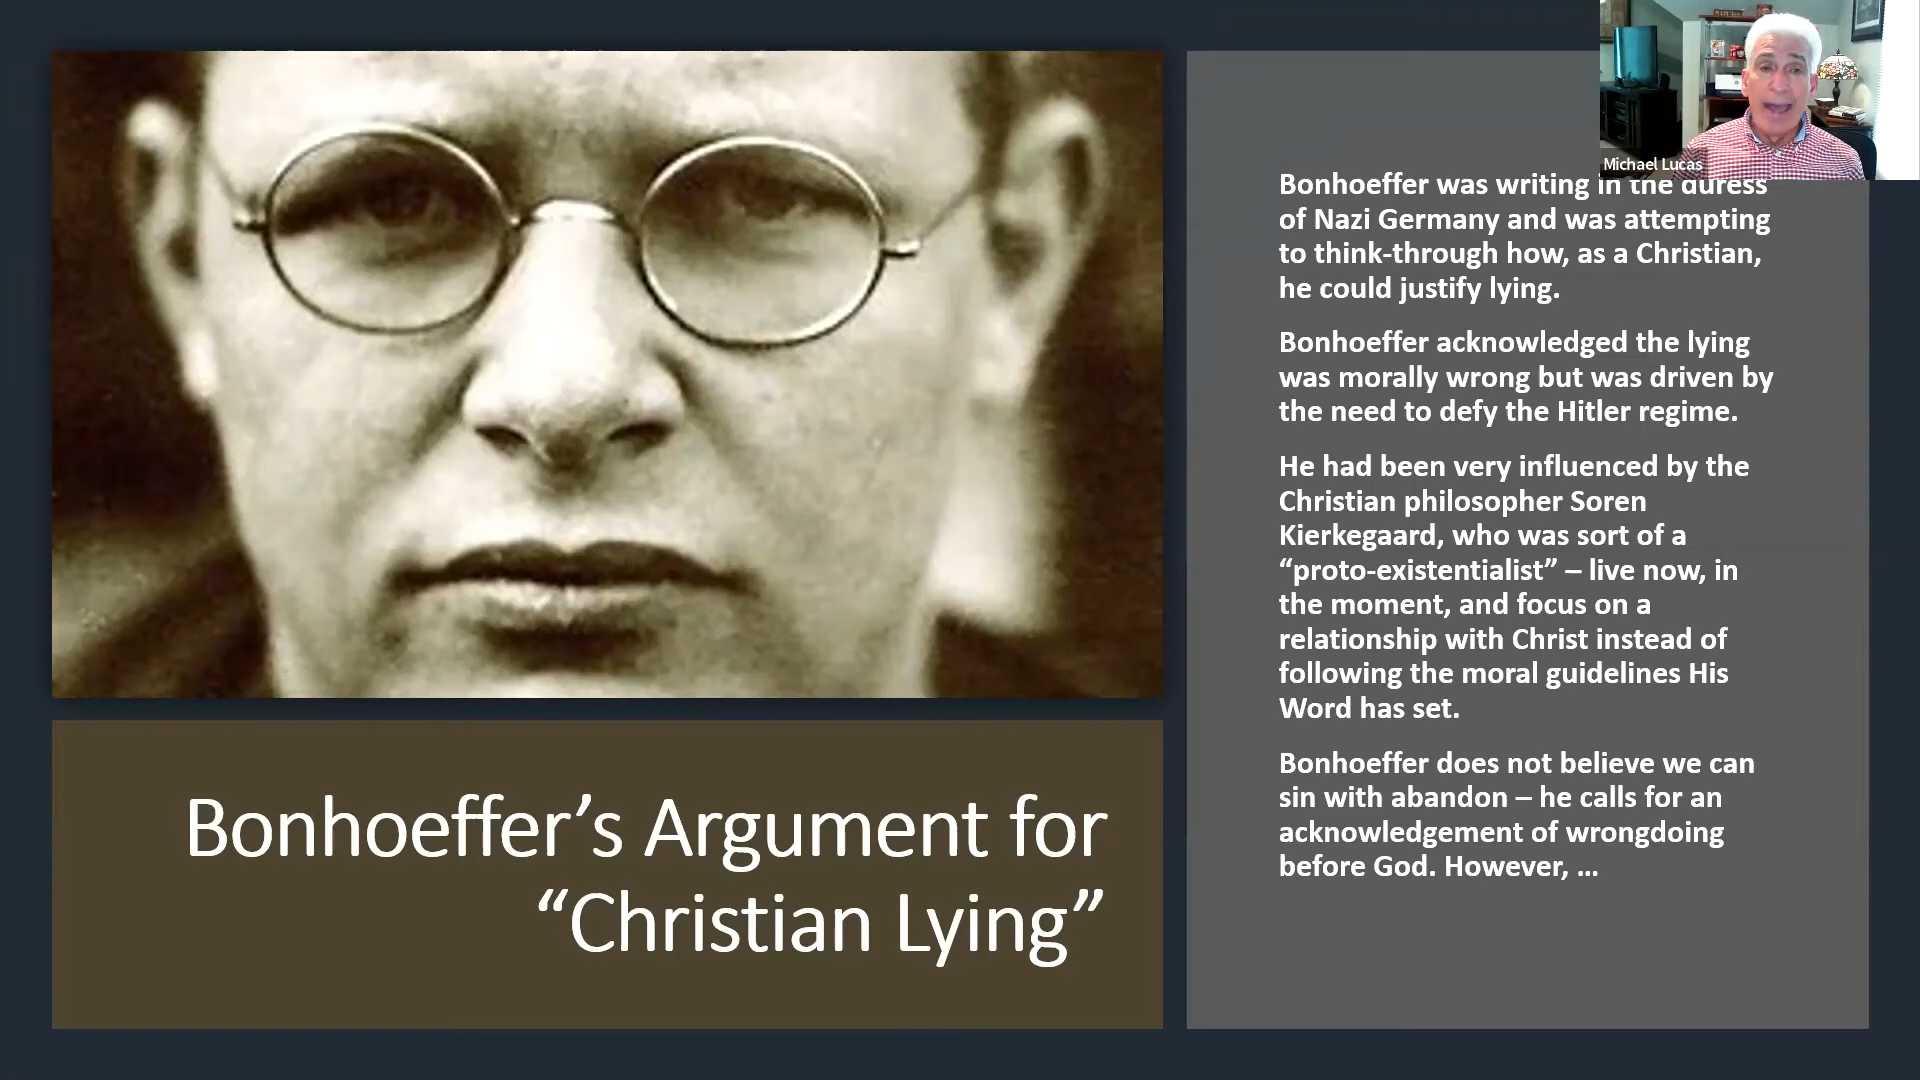 Michael Lucas
Bonhoeffer was writing in the duress
of Nazi Germany and was attempting
to think-through how, as a Christian,
he could justify lying.
Bonhoeffer acknowledged the lying
was morally wrong but was driven by
the need to defy the Hitler regime.
He had been very influenced by the
Christian philosopher Soren
Kierkegaard, who was sort of a
“proto-existentialist” – live now, in
the moment, and focus on a
relationship with Christ instead of
following the moral guidelines His
Word has set.
Bonhoeffer does not believe we can
sin with abandon – he calls for an
acknowledgement of wrongdoing
before God. However, ...
Bonhoeffer’s Argument for
“Christian Lying”